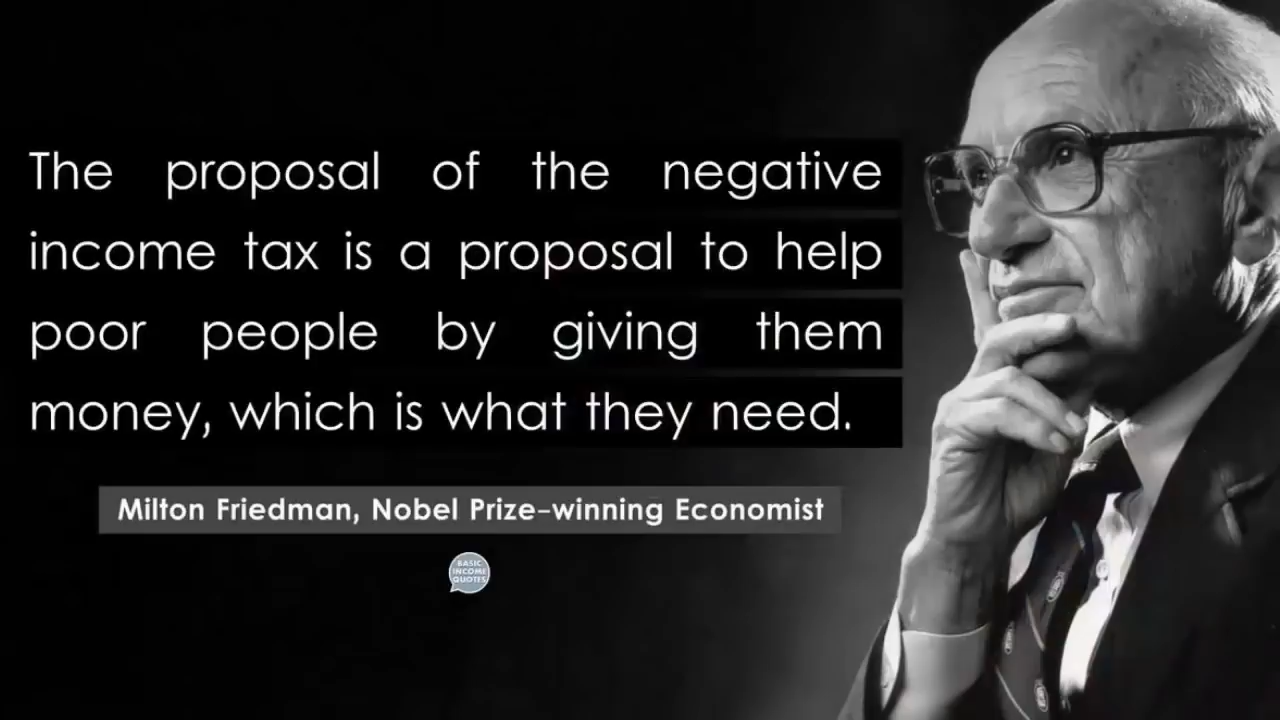 The proposal of the negative
income tax is a proposal to help
poor people by giving them
money, which is what they need.
Milton Friedman, Nobel Prize-winning Economist
BASIC
INCOME
QUOTES